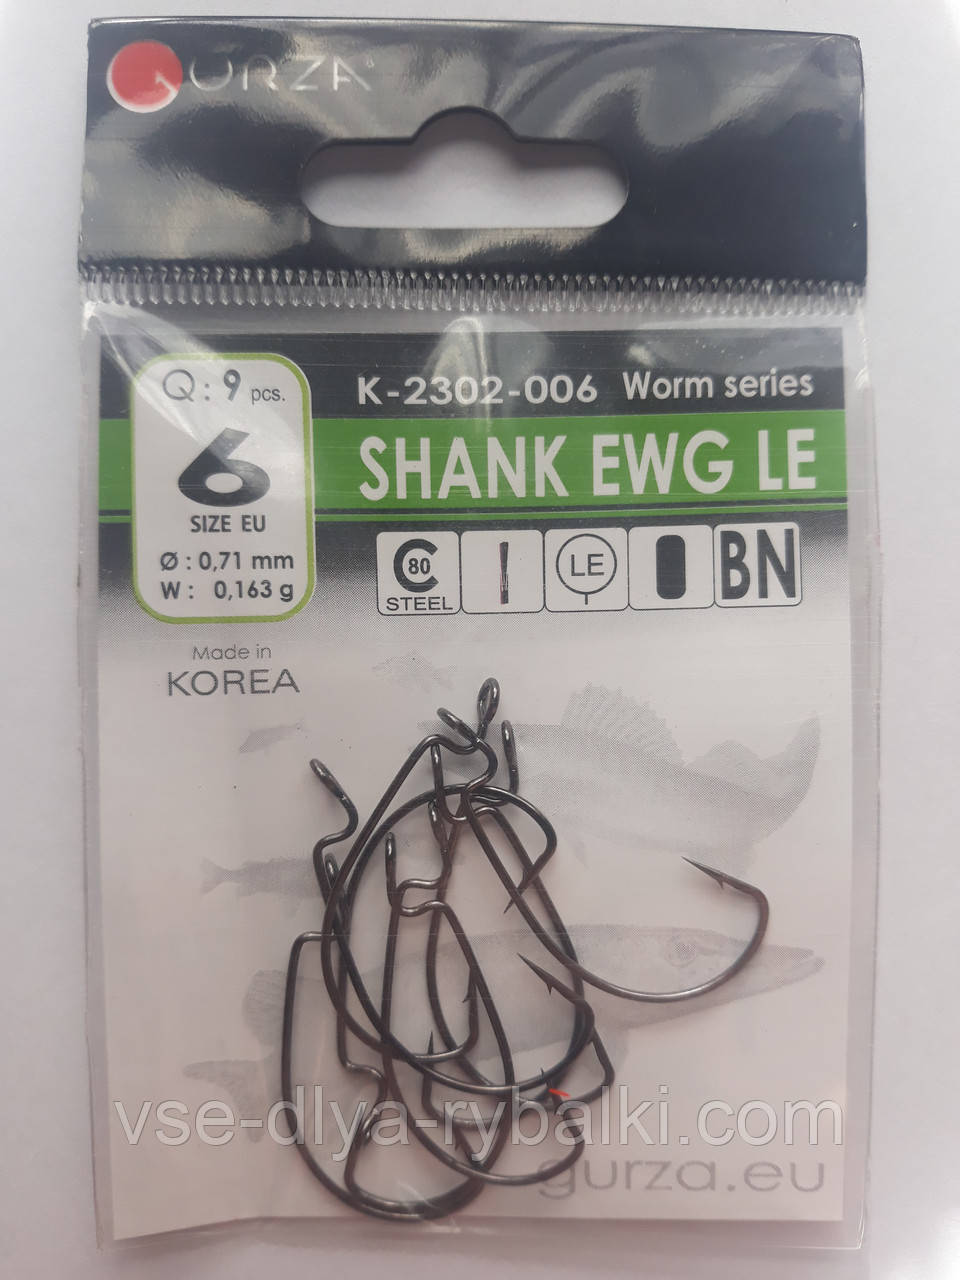 GURZA
Q: 9 pcs.
6
SIZE EU
Ø: 0,71 mm
W: 0,163 g
K-2302-006 Worm series
SHANK EWG LE
C 80 STEEL
LE
BN
Made in
KOREA
vse-dlya-rybalki.com
gurza.eu